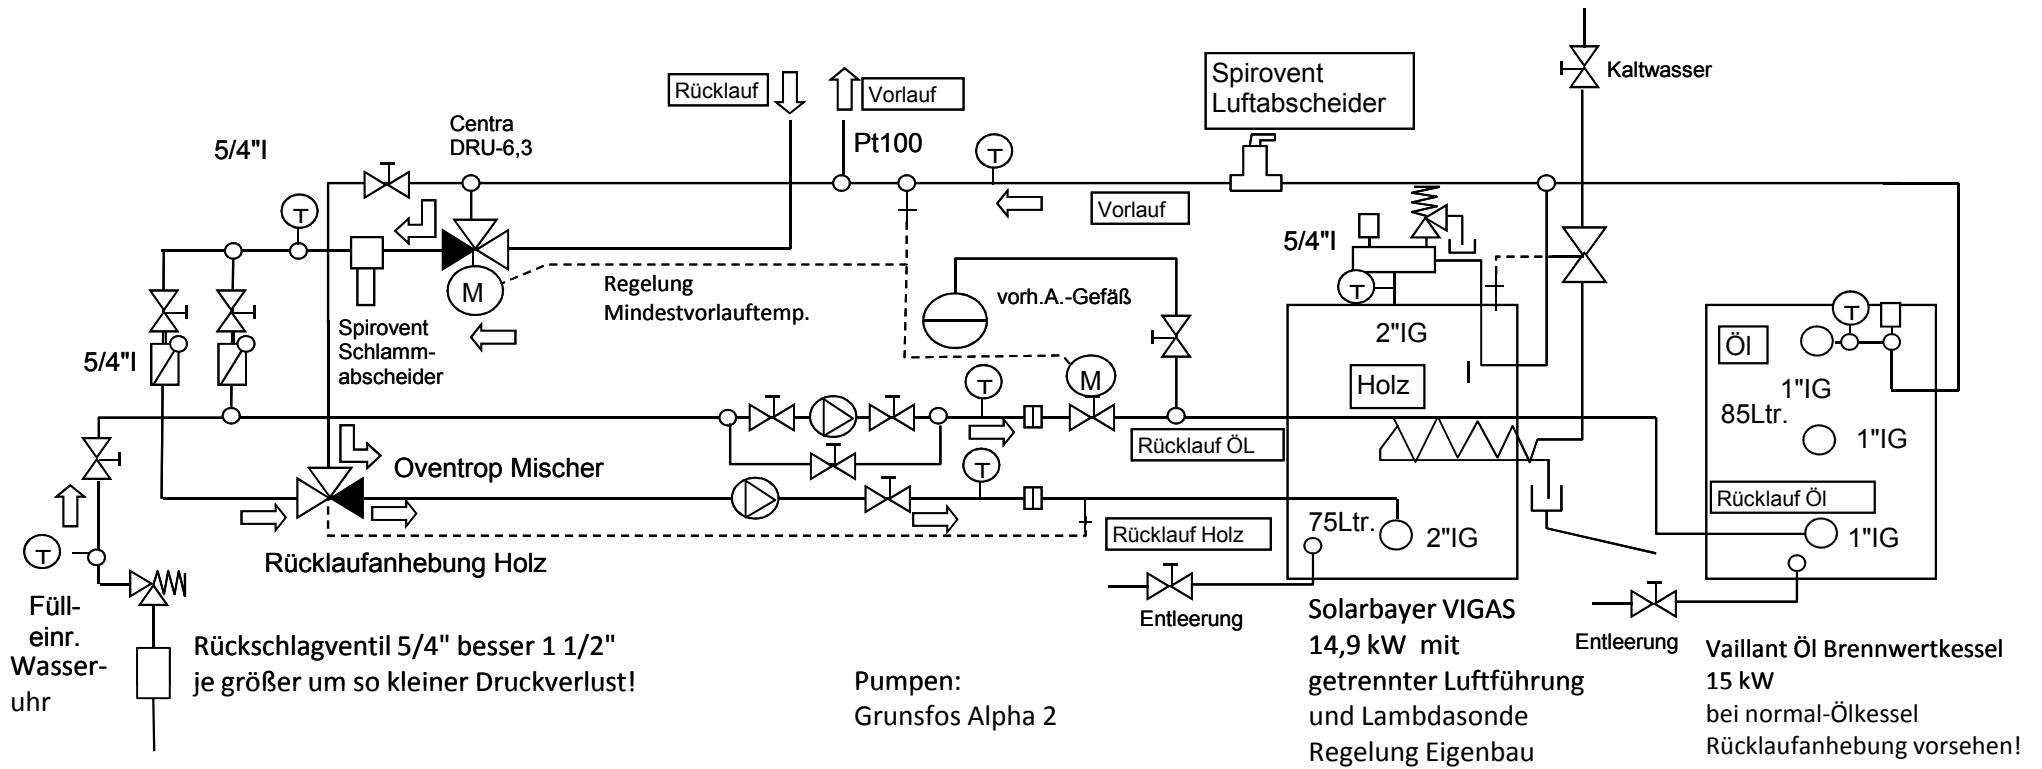 Kaltwasser
Spirovent
Luftabscheider
Rücklauf
Vorlauf
Centra
DRU-6,3
Pt100
5/4"I
T
T
Vorlauf
5/4"I
M
Regelung
Mindestvorlauftemp.
vorh.A.-Gefäß
T
T
2"IG
Öl
Spirovent
Schlamm-
abscheider
5/4"I
T
M
Holz
1"IG
85Ltr.
1"IG
Rücklauf ÖL
Oventrop Mischer
T
Rücklauf Öl
75Ltr.
2"IG
1"IG
Rücklauf Holz
T
Rücklaufanhebung Holz
Entleerung
Entleerung
Füll-
einr.
Wasser-
uhr
Rückschlagventil 5/4" besser 1 1/2"
je größer um so kleiner Druckverlust!
Pumpen:
Grunsfos Alpha 2
Solarbayer VIGAS
14,9 kW mit
getrennter Luftführung
und Lambdasonde
Regelung Eigenbau
Vaillant Öl Brennwertkessel
15 kW
bei normal-Ölkessel
Rücklaufanhebung vorsehen!